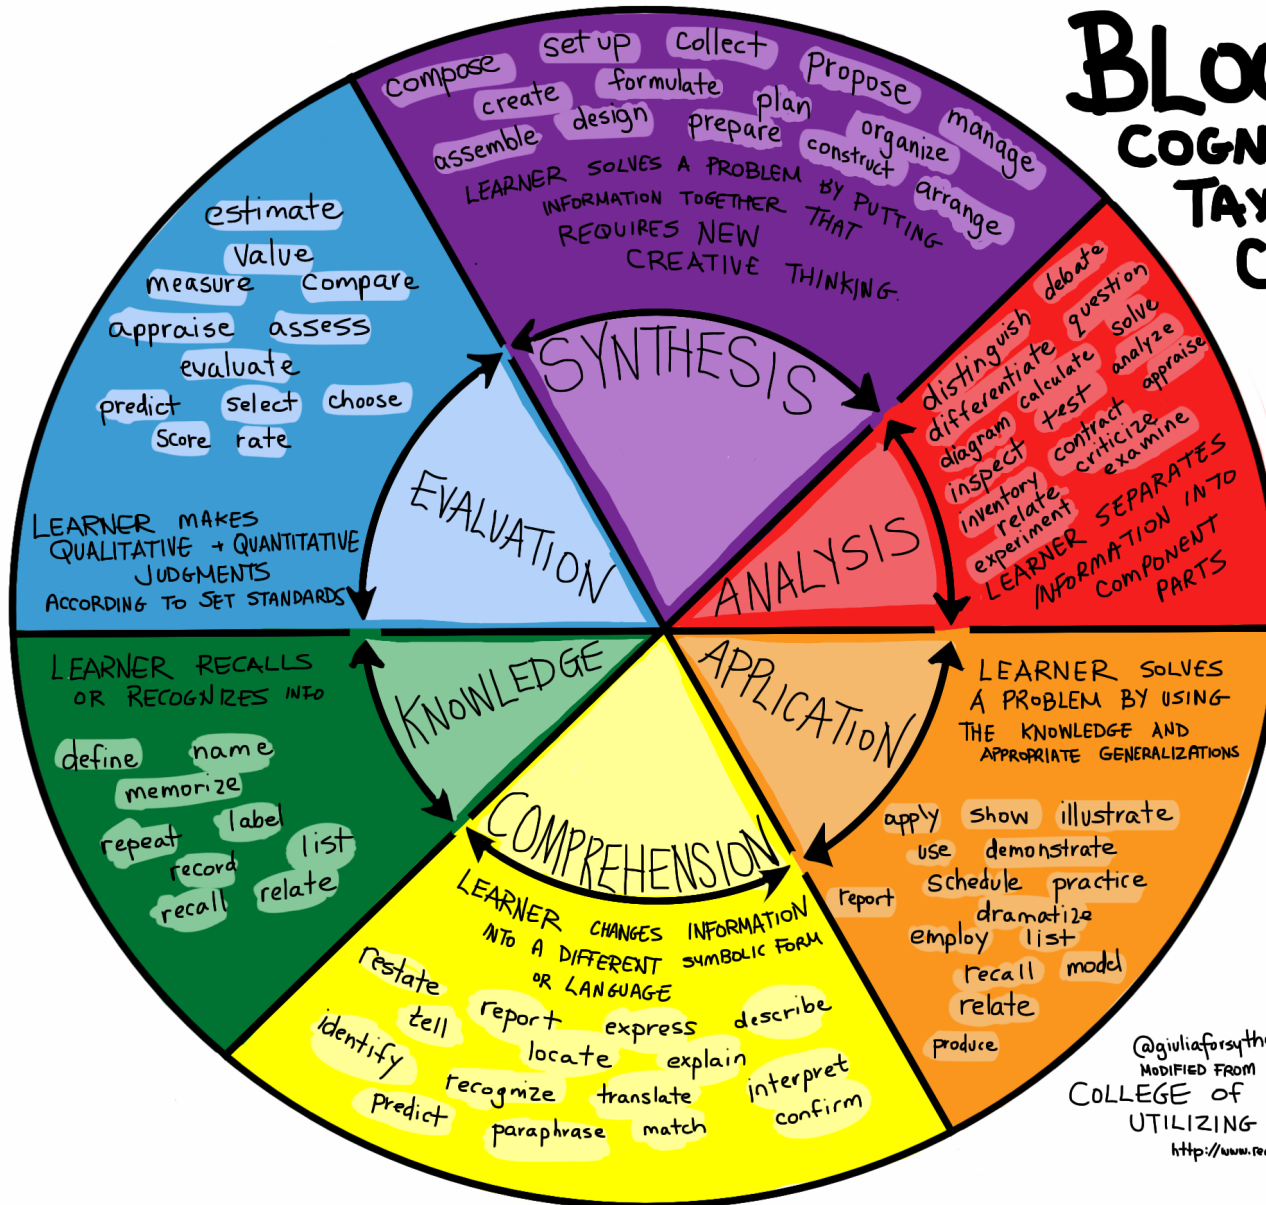 BLOO
COGN
TAX
C
compose
set up
collect
propose
manage
create
formulate
plan
organize
assemble
design
prepare
construct
arrange
LEARNER SOLVES A PROBLEM BY PUTTING
INFORMATION TOGETHER THAT
REQUIRES NEW
CREATIVE THINKING.
SYNTHESIS
debate
question
solve
analyze
appraise
distinguish
differentiate
calculate
diagram
test
inspect
contract
criticize
examine
inventory
relate
experiment
LEARNER SEPARATES
INFORMATION INTO
COMPONENT
PARTS
ANALYSIS
estimate
value
measure compare
appraise assess
evaluate
predict select choose
score rate
LEARNER MAKES
QUALITATIVE + QUANTITATIVE
JUDGMENTS
ACCORDING TO SET STANDARDS
EVALUATION
LEARNER RECALLS
OR RECOGNIZES INFO
define name
memorize
repeat label
record list
recall relate
KNOWLEDGE
APPLICATION
LEARNER SOLVES
A PROBLEM BY USING
THE KNOWLEDGE AND
APPROPRIATE GENERALIZATIONS
apply show illustrate
use demonstrate
report schedule practice
dramatize
employ list
recall model
relate
produce
COMPREHENSION
LEARNER CHANGES INFORMATION
INTO A DIFFERENT SYMBOLIC FORM
OR LANGUAGE
restate
tell report express describe
identify locate explain
recognize translate interpret
predict paraphrase match confirm
@giuliaforsythe
MODIFIED FROM
COLLEGE of
UTILIZING
http://www.re